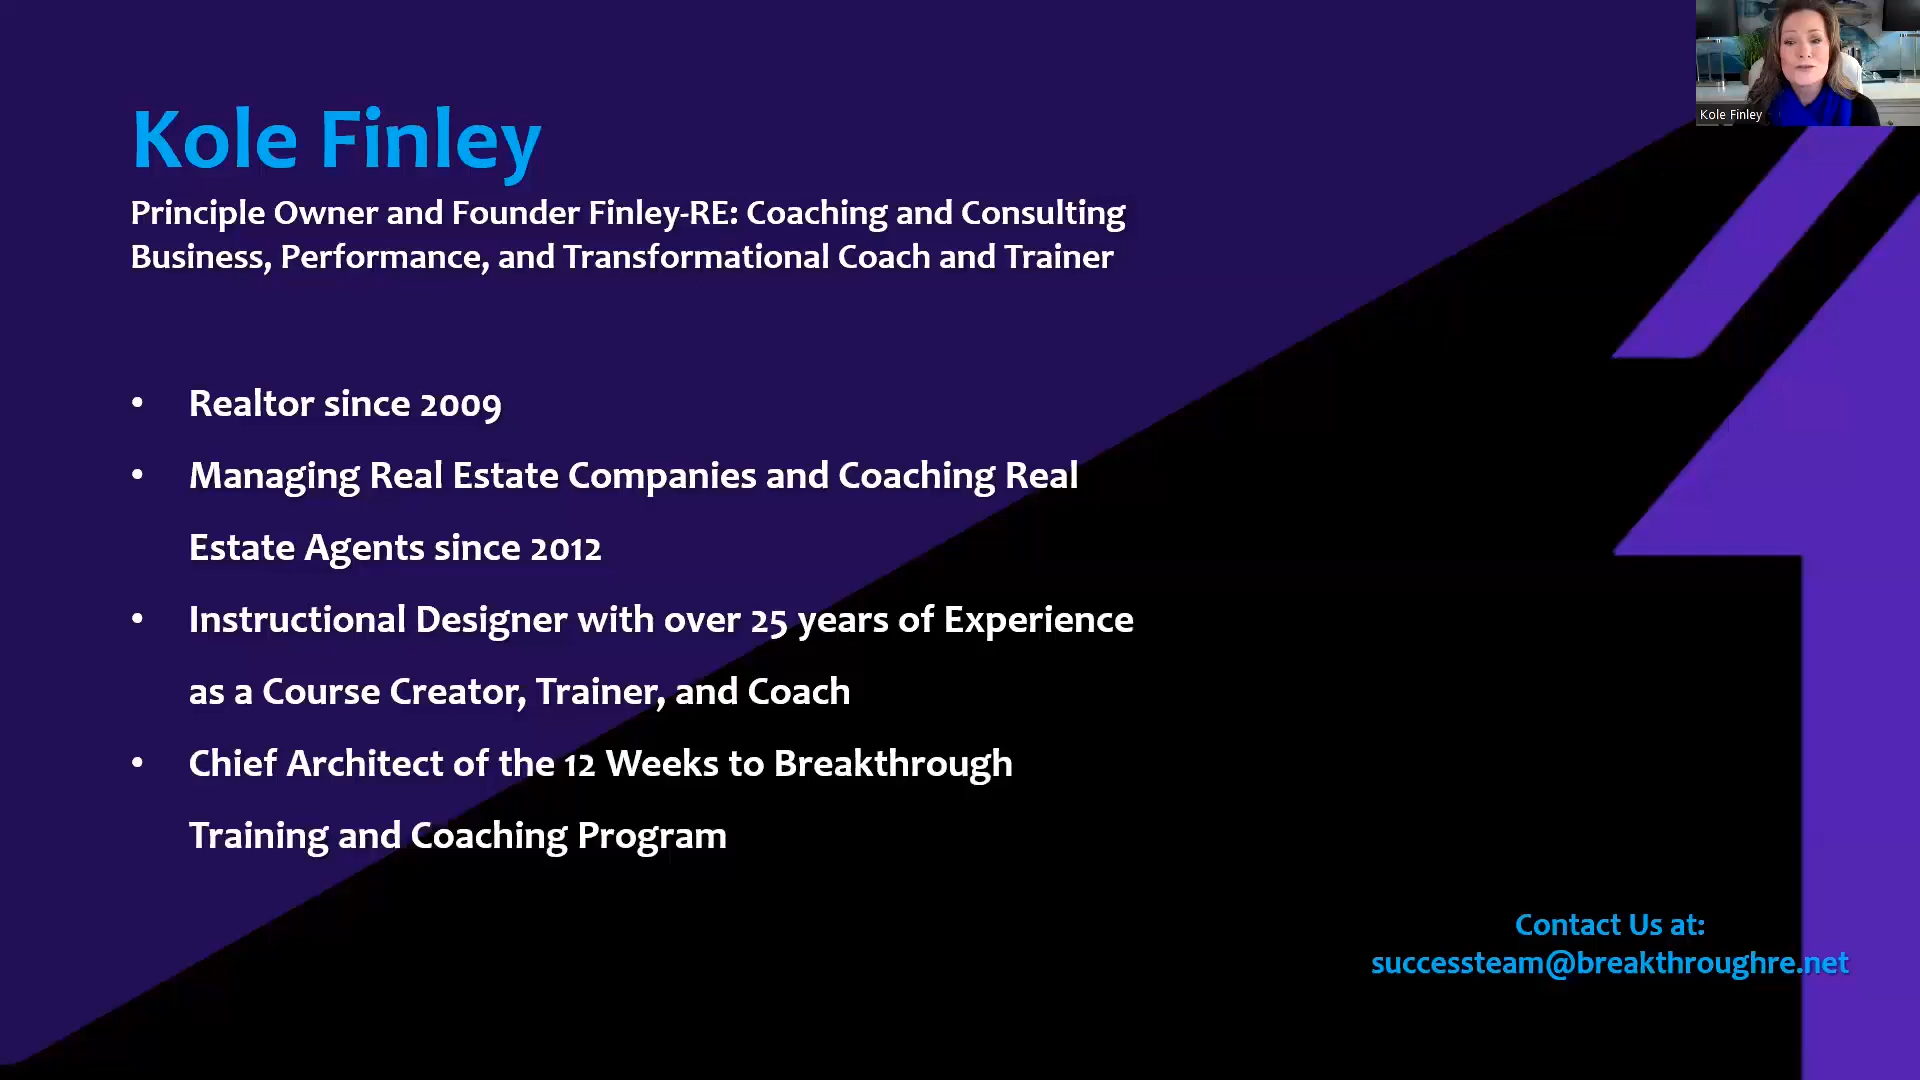 Kole Finley
Kole Finley
Principle Owner and Founder Finley-RE: Coaching and Consulting
Business, Performance, and Transformational Coach and Trainer
• Realtor since 2009
• Managing Real Estate Companies and Coaching Real
Estate Agents since 2012
• Instructional Designer with over 25 years of Experience
as a Course Creator, Trainer, and Coach
• Chief Architect of the 12 Weeks to Breakthrough
Training and Coaching Program
Contact Us at:
successteam@breakthroughre.net